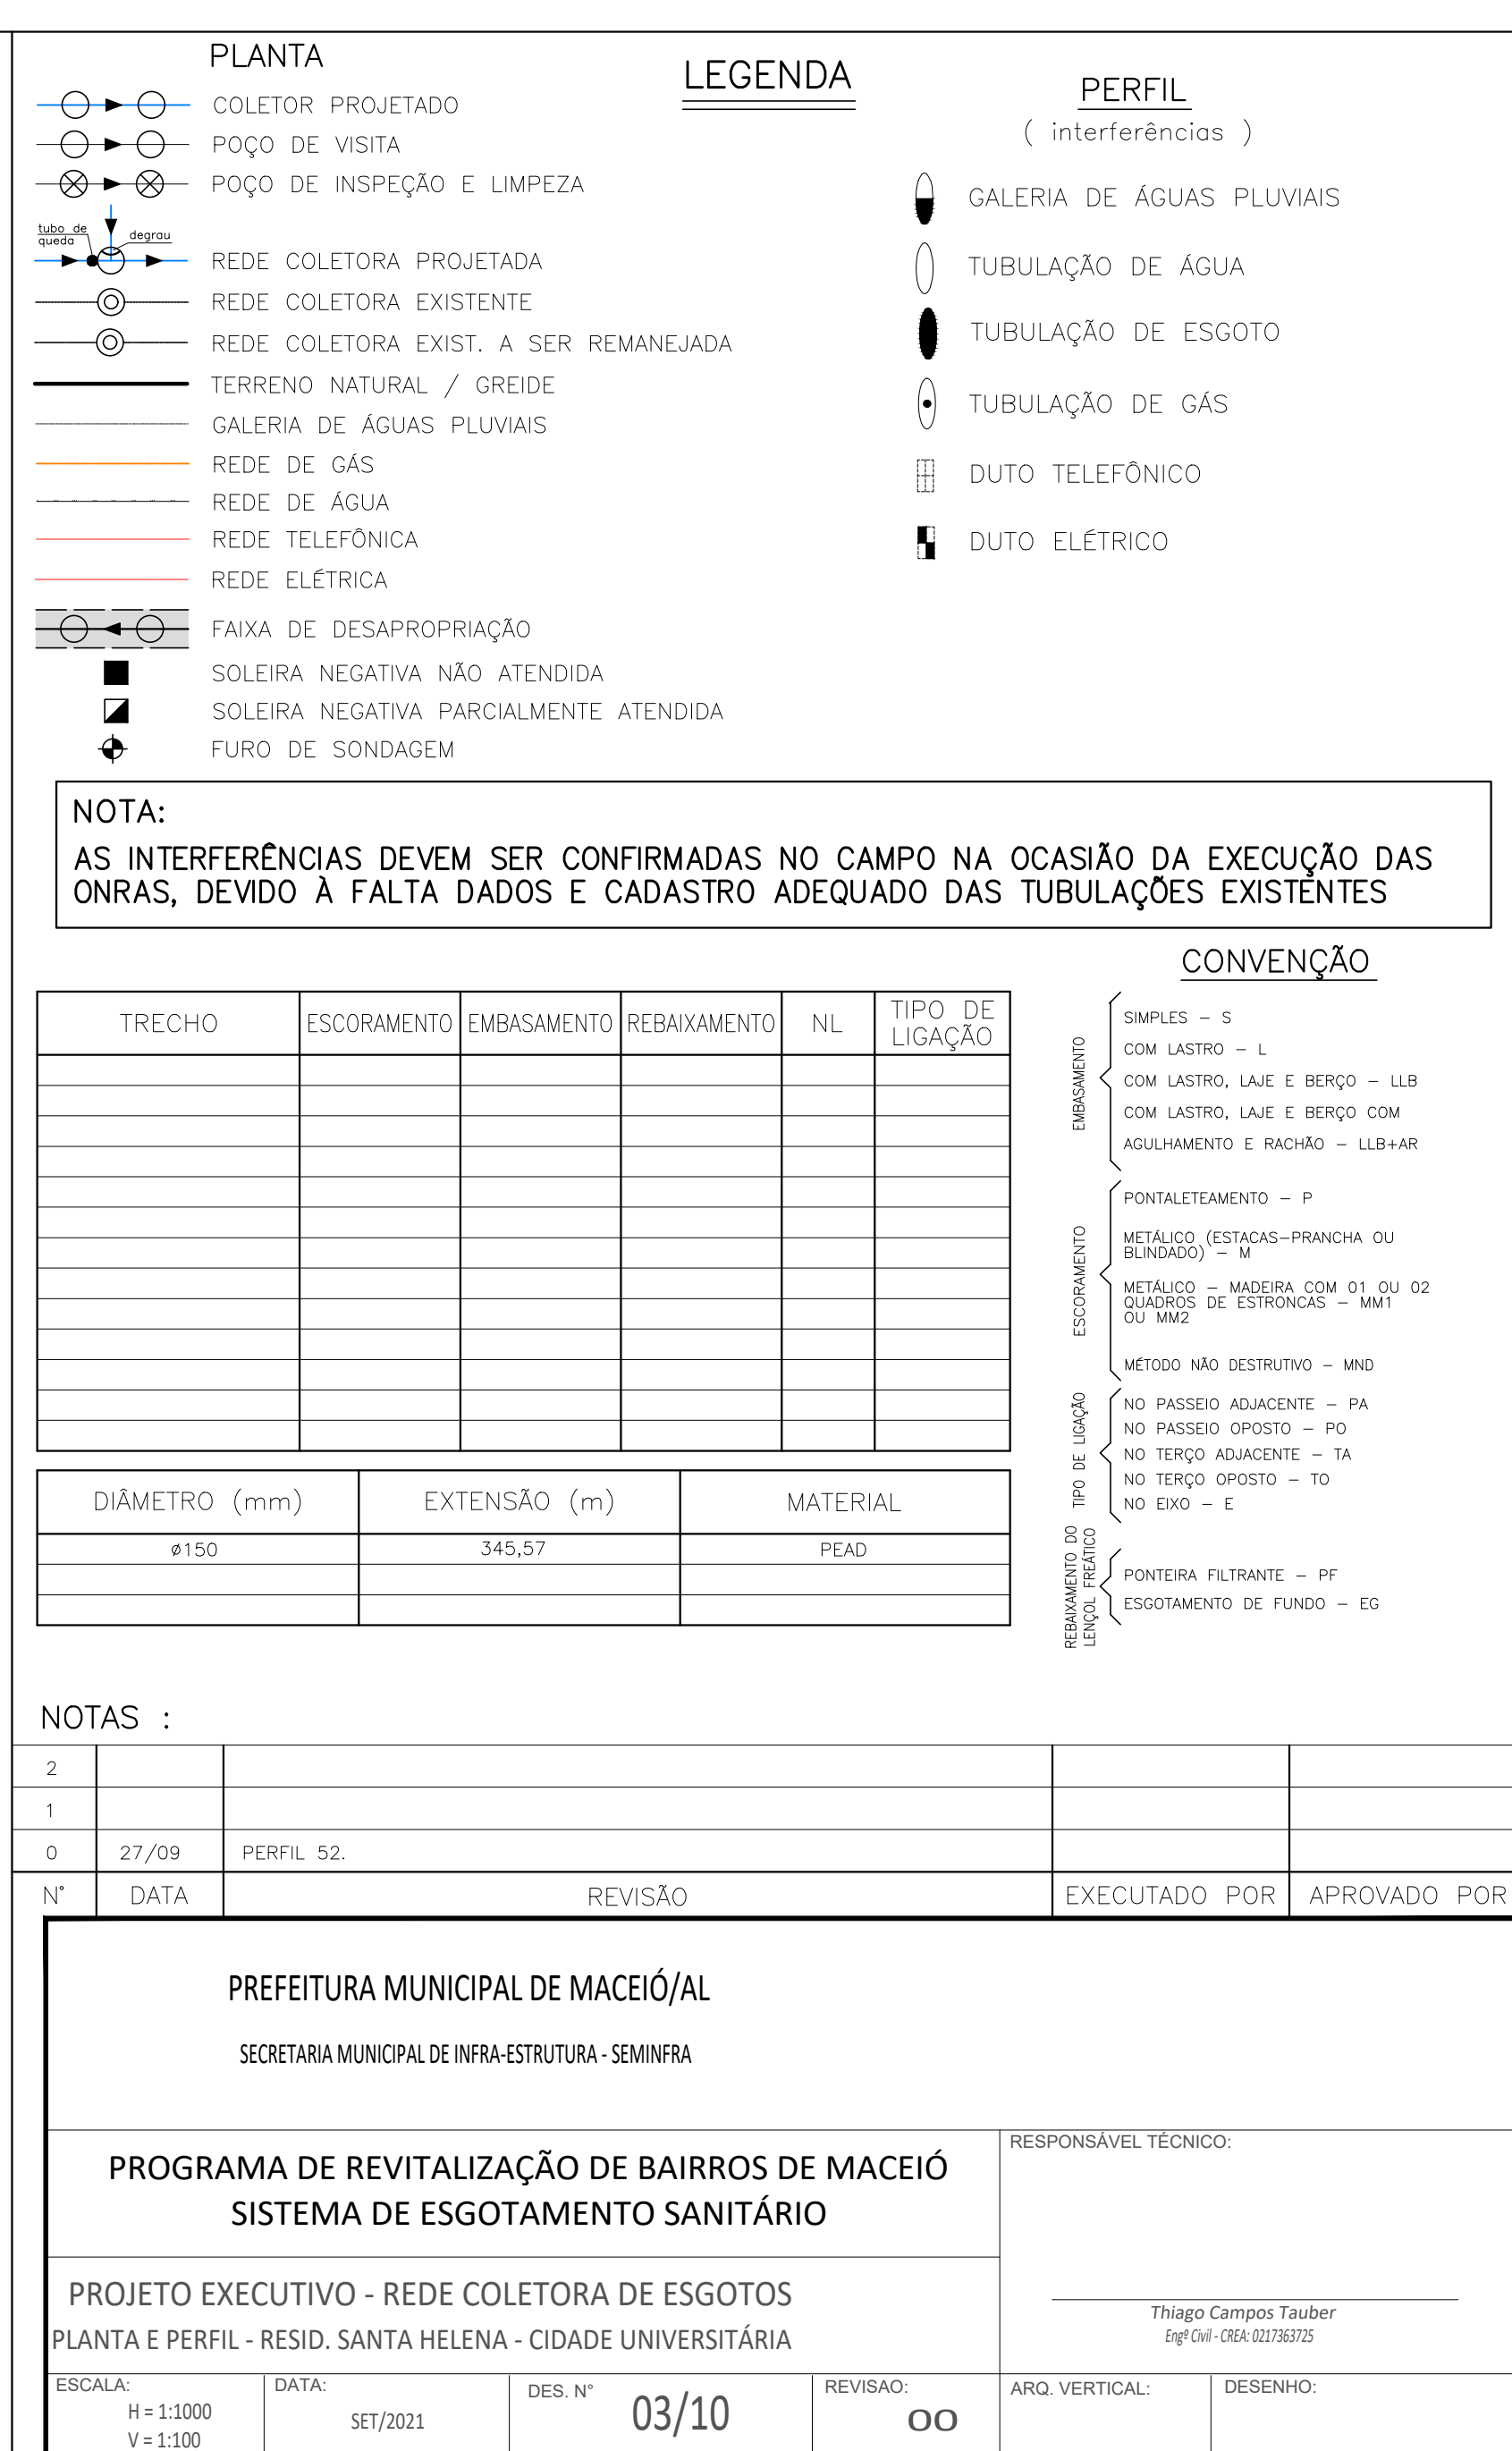 PLANTA
LEGENDA
PERFIL
( interferências )
COLETOR PROJETADO
POÇO DE VISITA
POÇO DE INSPEÇÃO E LIMPEZA
tubo de
queda
degrau
REDE COLETORA PROJETADA
REDE COLETORA EXISTENTE
REDE COLETORA EXIST. A SER REMANEJADA
TERRENO NATURAL / GREIDE
GALERIA DE ÁGUAS PLUVIAIS
REDE DE GÁS
REDE DE ÁGUA
REDE TELEFÔNICA
REDE ELÉTRICA
FAIXA DE DESAPROPRIAÇÃO
SOLEIRA NEGATIVA NÃO ATENDIDA
SOLEIRA NEGATIVA PARCIALMENTE ATENDIDA
FURO DE SONDAGEM
GALERIA DE ÁGUAS PLUVIAIS
TUBULAÇÃO DE ÁGUA
TUBULAÇÃO DE ESGOTO
TUBULAÇÃO DE GÁS
DUTO TELEFÔNICO
DUTO ELÉTRICO
NOTA:
AS INTERFERÊNCIAS DEVEM SER CONFIRMADAS NO CAMPO NA OCASIÃO DA EXECUÇÃO DAS
ONRAS, DEVIDO À FALTA DADOS E CADASTRO ADEQUADO DAS TUBULAÇÕES EXISTENTES
TRECHO ESCORAMENTO EMBASAMENTO REBAIXAMENTO NL TIPO DE
LIGAÇÃO
DIÂMETRO (mm) EXTENSÃO (m) MATERIAL
ø150 345,57 PEAD
CONVENÇÃO
EMBASAMENTO
SIMPLES – S
COM LASTRO – L
COM LASTRO, LAJE E BERÇO – LLB
COM LASTRO, LAJE E BERÇO COM
AGULHAMENTO E RACHÃO – LLB+AR
ESCORAMENTO
PONTALETEAMENTO – P
METÁLICO (ESTACAS–PRANCHA OU
BLINDADO) – M
METÁLICO – MADEIRA COM 01 OU 02
QUADROS DE ESTRONCAS – MM1
OU MM2
MÉTODO NÃO DESTRUTIVO – MND
TIPO DE LIGAÇÃO
NO PASSEIO ADJACENTE – PA
NO PASSEIO OPOSTO – PO
NO TERÇO ADJACENTE – TA
NO TERÇO OPOSTO – TO
NO EIXO – E
REBAIXAMENTO DO
LENÇOL FREÁTICO
PONTEIRA FILTRANTE – PF
ESGOTAMENTO DE FUNDO – EG
NOTAS :
2
1
0 27/09 PERFIL 52.
N° DATA REVISÃO EXECUTADO POR APROVADO POR
PREFEITURA MUNICIPAL DE MACEIÓ/AL
SECRETARIA MUNICIPAL DE INFRA-ESTRUTURA - SEMINFRA
PROGRAMA DE REVITALIZAÇÃO DE BAIRROS DE MACEIÓ
SISTEMA DE ESGOTAMENTO SANITÁRIO
RESPONSÁVEL TÉCNICO:
PROJETO EXECUTIVO - REDE COLETORA DE ESGOTOS
PLANTA E PERFIL - RESID. SANTA HELENA - CIDADE UNIVERSITÁRIA
Thiago Campos Tauber
Engº Civil - CREA: 0217363725
ESCALA:
H = 1:1000
V = 1:100
DATA:
SET/2021
DES. N° 03/10
REVISAO:
00
ARQ. VERTICAL:
DESENHO: